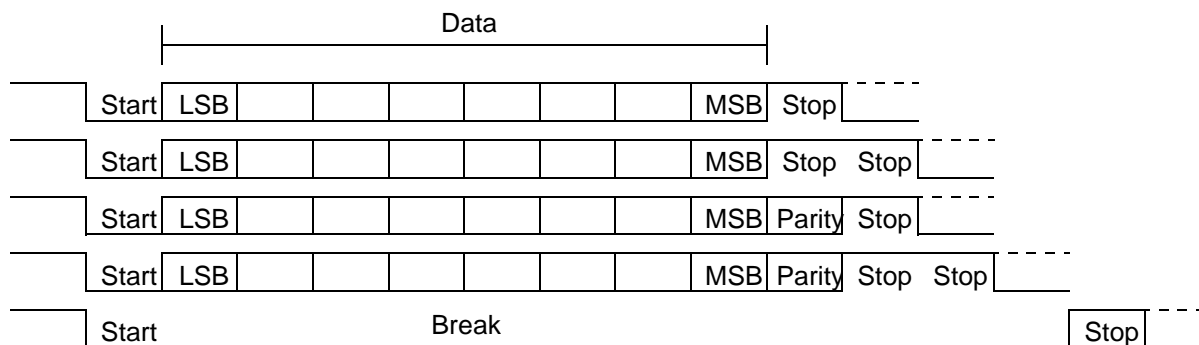 Data
Start LSB MSB Stop
Start LSB MSB Stop Stop
Start LSB MSB Parity Stop
Start LSB MSB Parity Stop Stop
Start Break Stop